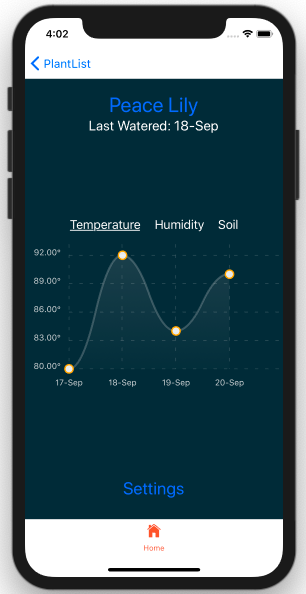 4:02
PlantList
Peace Lily
Last Watered: 18-Sep
Temperature Humidity Soil
92.00°
89.00°
86.00°
83.00°
80.00°
17-Sep 18-Sep 19-Sep 20-Sep
Settings
Home